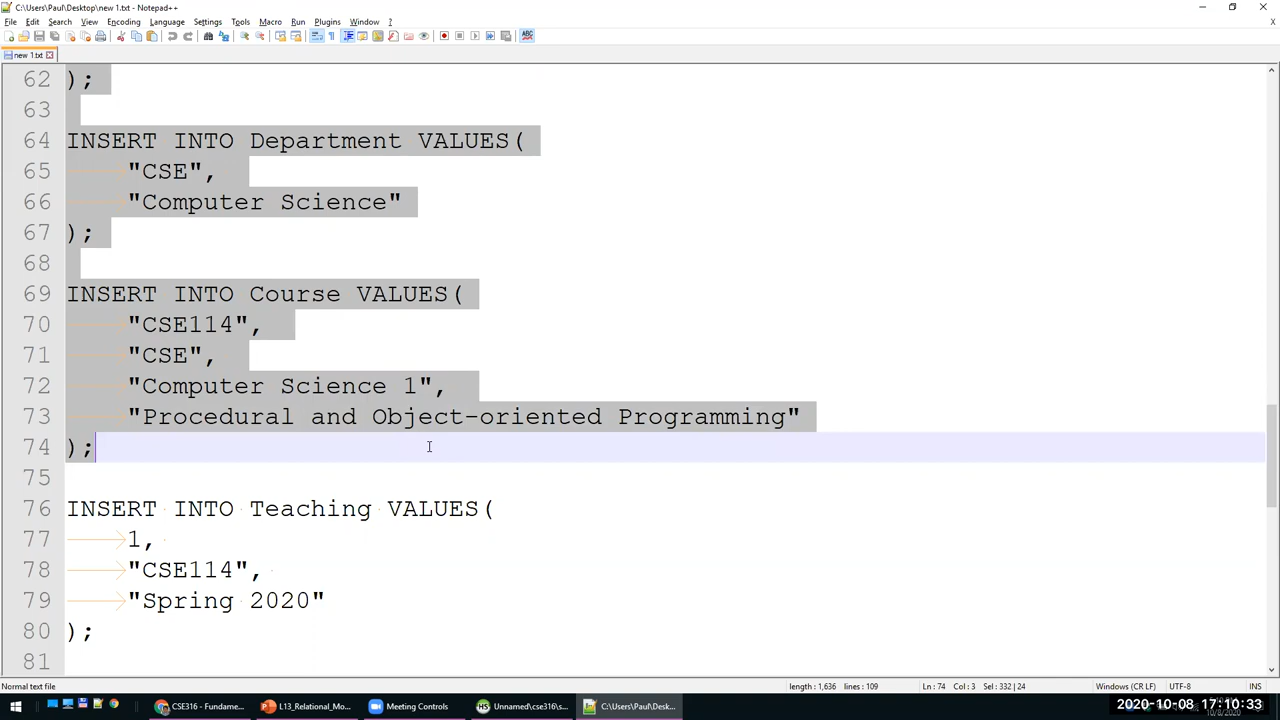 C:\Users\Paul\Desktop\new 1.txt - Notepad++
File Edit Search View Encoding Language Settings Tools Macro Run Plugins Window ?
new 1.txt
62 );
63
64 INSERT INTO Department VALUES(
65 "CSE",
66 "Computer Science"
67 );
68
69 INSERT INTO Course VALUES(
70 "CSE114",
71 "CSE",
72 "Computer Science 1",
73 "Procedural and Object-oriented Programming"
74 );
75
76 INSERT INTO Teaching VALUES(
77 1,
78 "CSE114",
79 "Spring 2020"
80 );
81
Normal text file length : 1,636 lines : 109 Ln : 74 Col : 3 Sel : 332 | 24 Windows (CR LF) UTF-8 INS
CSE316 - Fundame... L13_Relational_Mo... Meeting Controls Unnamed\cse316\s... C:\Users\Paul\Desk...
2020-10-08 17:10:33